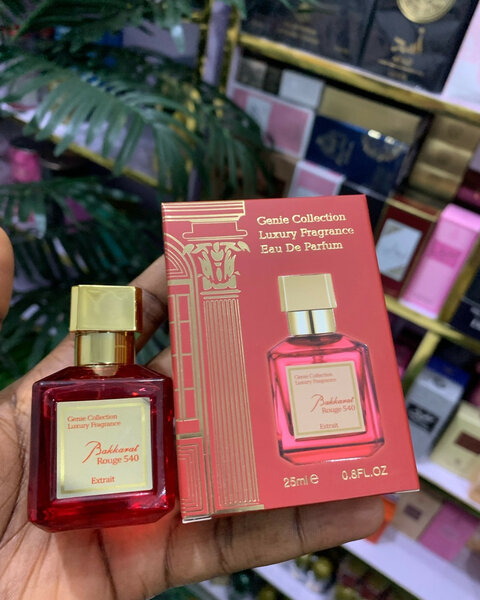 Genie Collection
Luxury Fragrance
Eau De Parfum
Genie Collection
Luxury Fragrance
Bakkarat
Rouge 540
Extrait
25ml e 0.8FL.OZ
Genie Collection
Luxury Fragrance
Bakkarat
Rouge 540
Extrait